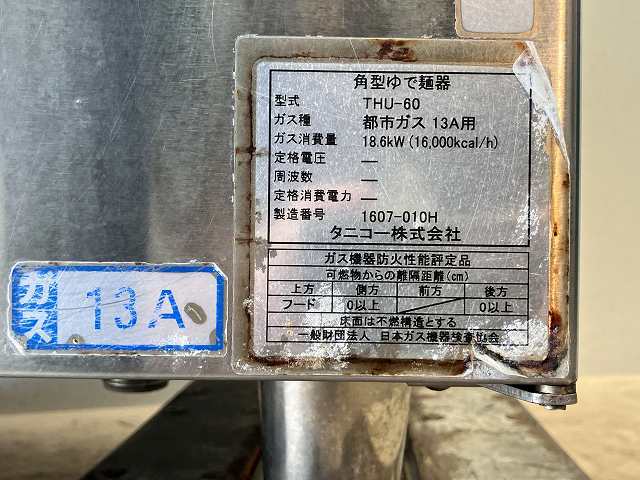 角型ゆで麺器
型式 THU-60
ガス種 都市ガス 13A用
ガス消費量 18.6kW (16,000kcal/h)
定格電圧 —
周波数 —
定格消費電力 —
製造番号 1607-010H
タニコー株式会社
ガス機器防火性能評定品
可燃物からの離隔距離(cm)
上方 側方 前方 後方
フード 0以上 0以上
床面は不燃構造とする
一般財団法人 日本ガス機器検査協会
ガス 13A